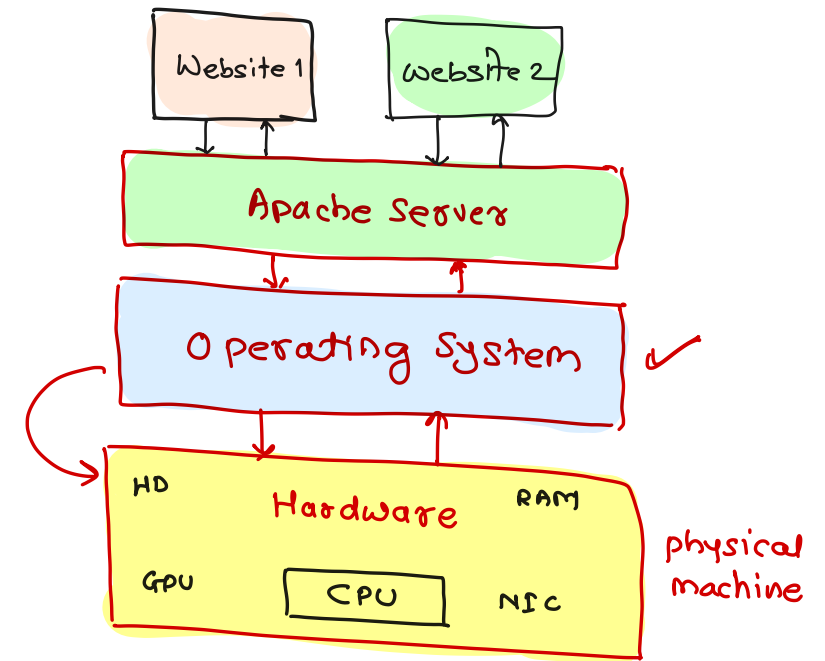 Website 1
Website 2
Apache Server
Operating System
HD
Hardware
RAM
GPU
CPU
NIC
physical
machine